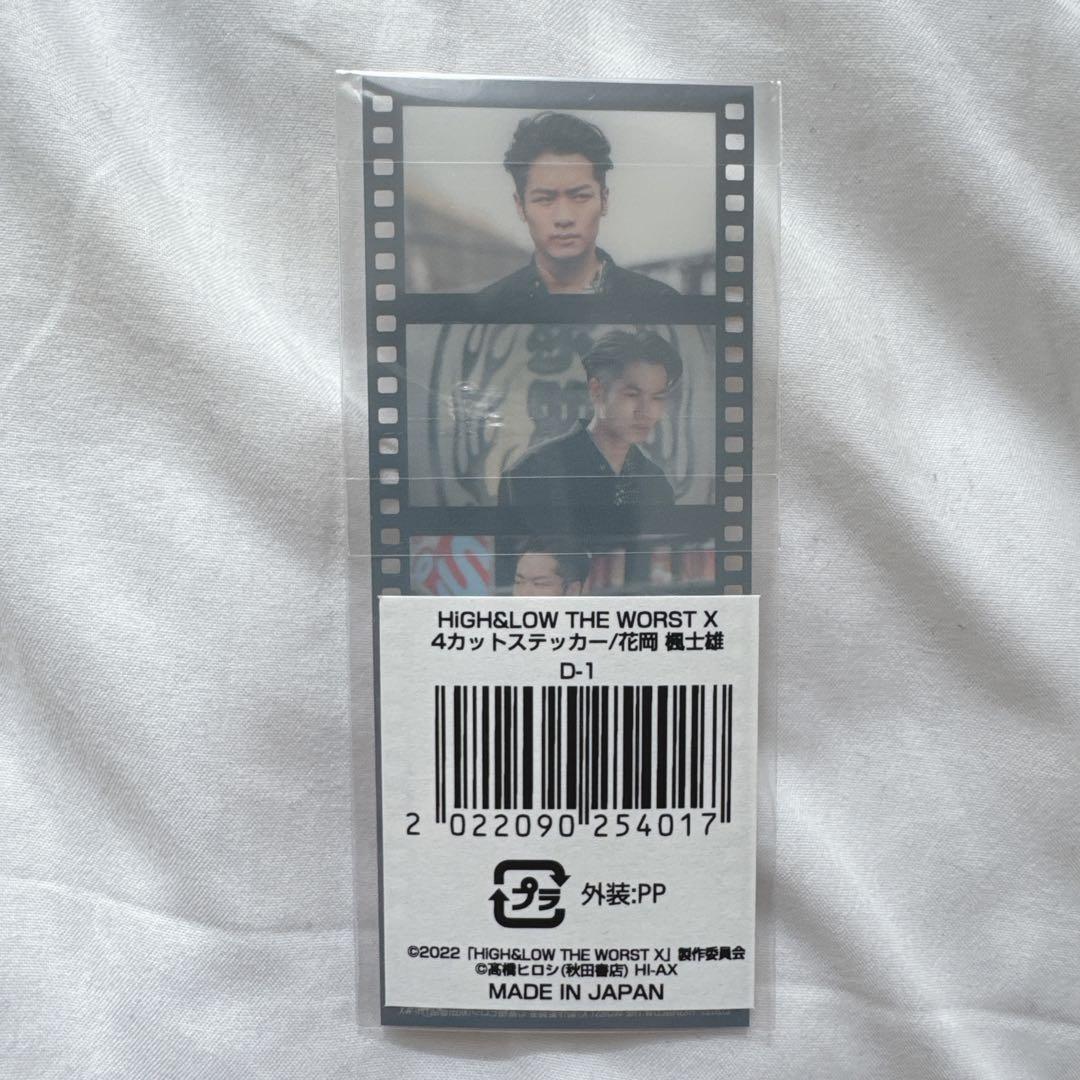 HiGH&LOW THE WORST X
4カットステッカー/花岡 楓士雄
D-1
2 022090 254017
プラ 外装:PP
©2022「HiGH&LOW THE WORST X」製作委員会
©髙橋ヒロシ(秋田書店) HI-AX
MADE IN JAPAN